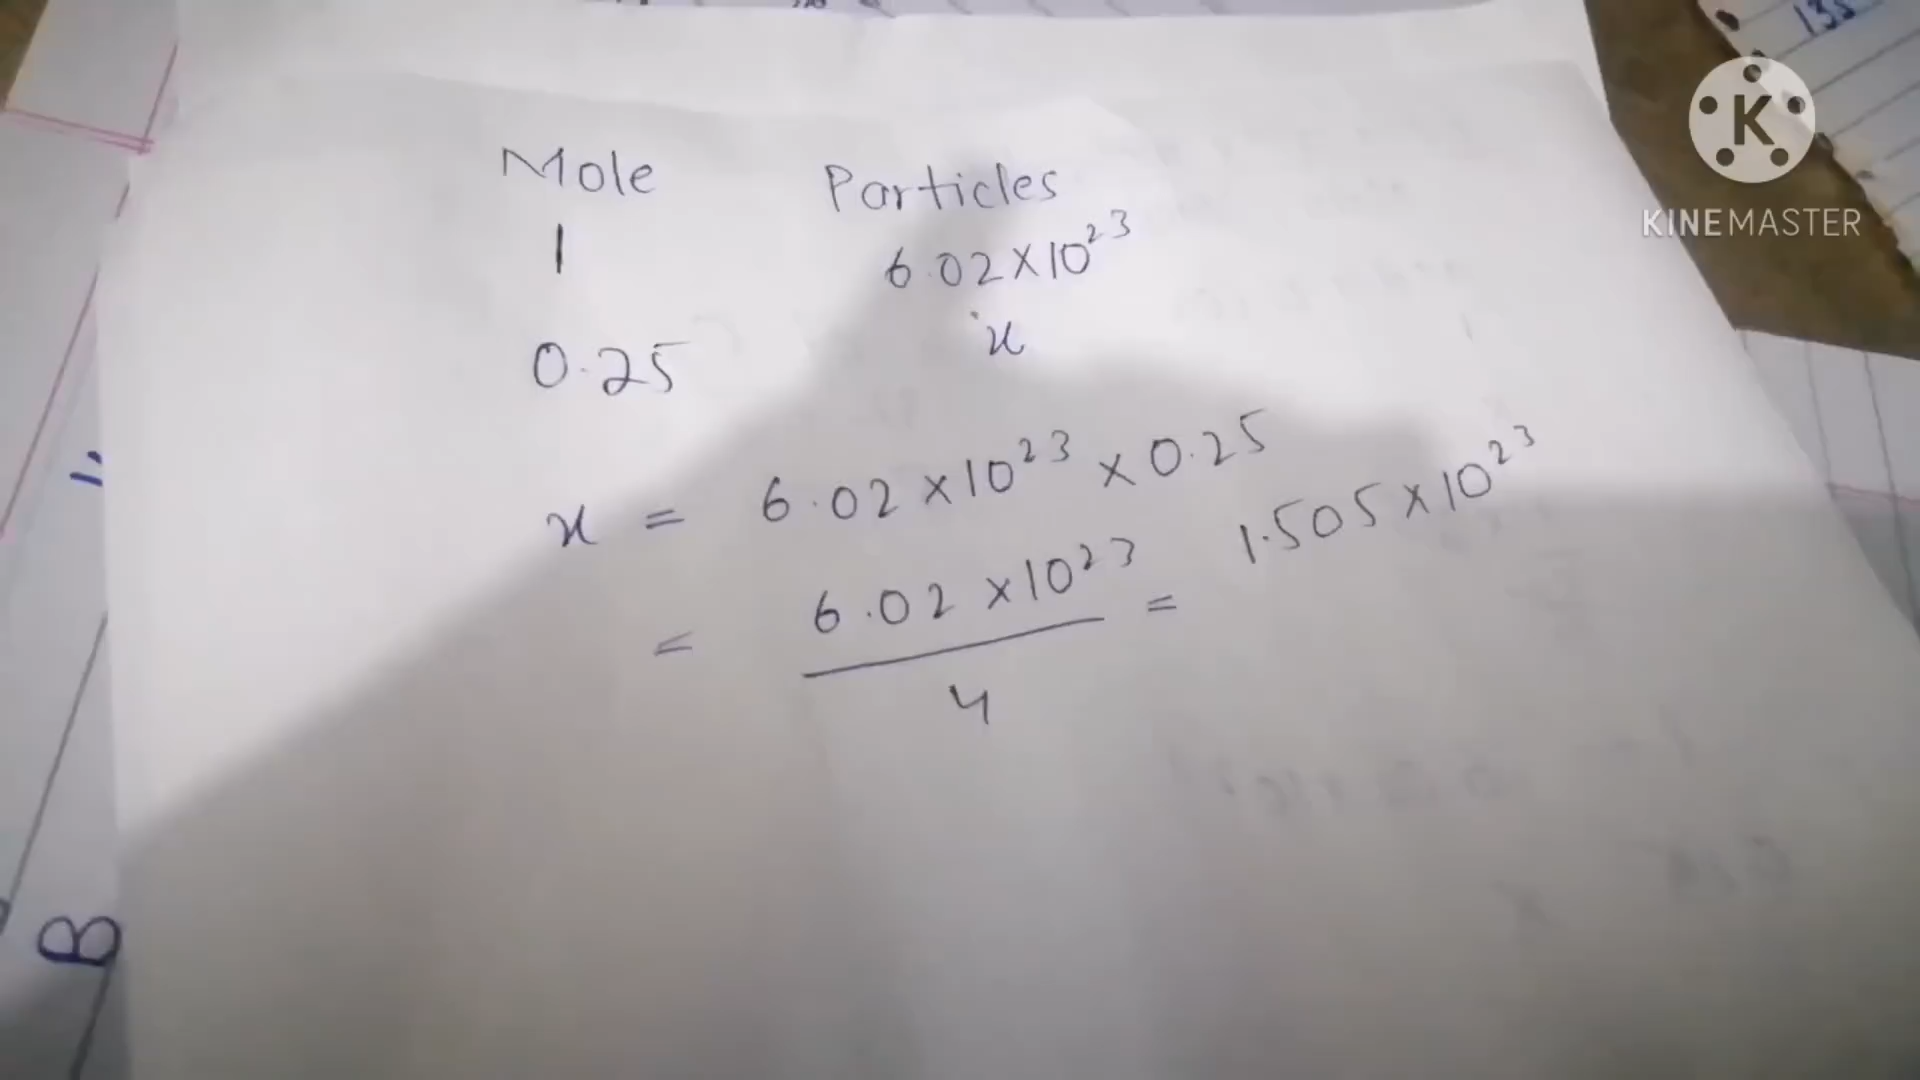 Mole Particles
1 6.02×10²³
0.25 x
x = 6.02×10²³ × 0.25
= 6.02×10²³ / 4 = 1.505×10²³
B
135
K
KINEMASTER